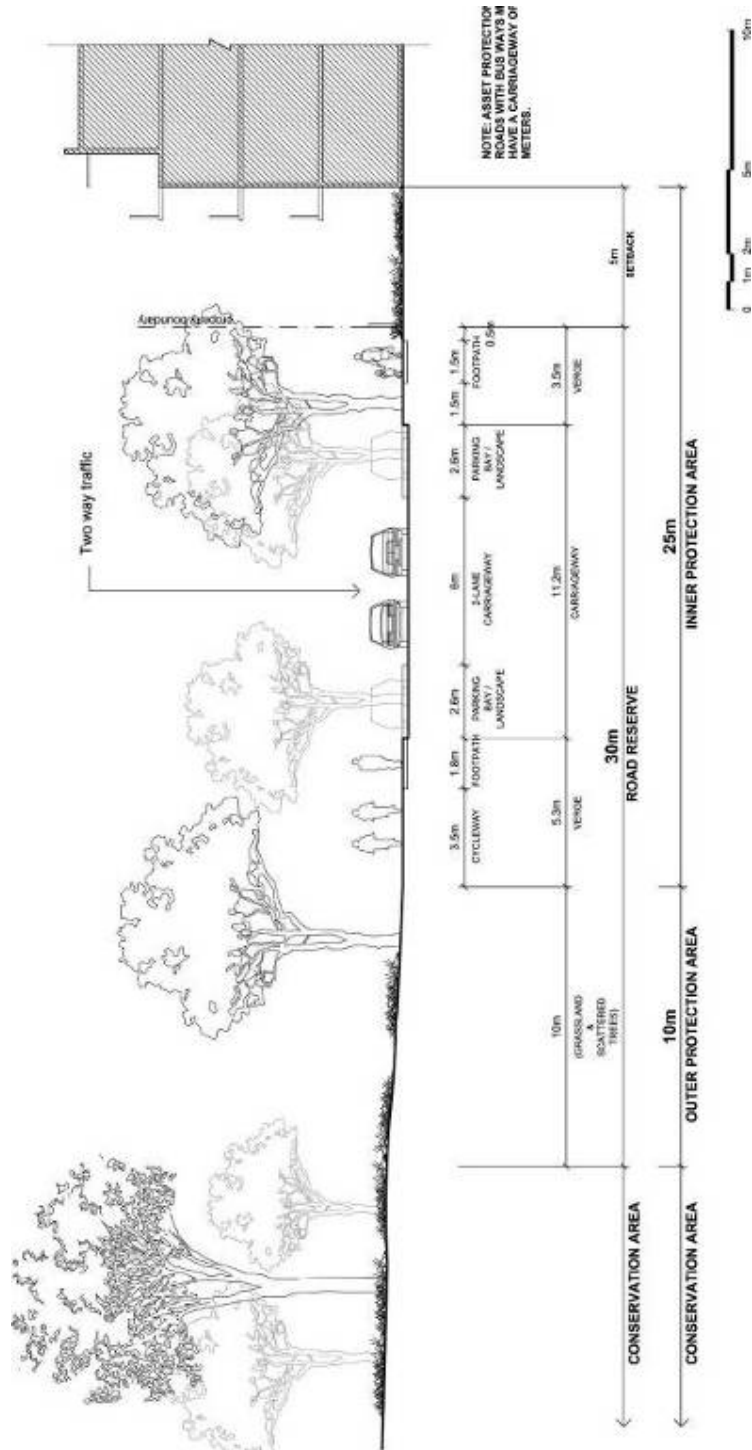 NOTE: ASSET PROTECTION
ROADS WITH BUS WAYS M
HAVE A CARRIAGEWAY OF
METERS.
Two way traffic
property boundary
3.5m
CYCLEWAY
1.8m
FOOTPATH
2.6m
PARKING
BAY /
LANDSCAPE
6m
2-LANE
CARRIAGEWAY
2.6m
PARKING
BAY /
LANDSCAPE
1.5m
1.5m
FOOTPATH
0.5m
10m
(GRASSLAND
&
SCATTERED
TREES)
5.3m
VERGE
11.2m
CARRIAGEWAY
3.5m
VERGE
CONSERVATION AREA
30m
ROAD RESERVE
5m
SETBACK
CONSERVATION AREA
10m
OUTER PROTECTION AREA
25m
INNER PROTECTION AREA
0 1m 2m 5m 10m